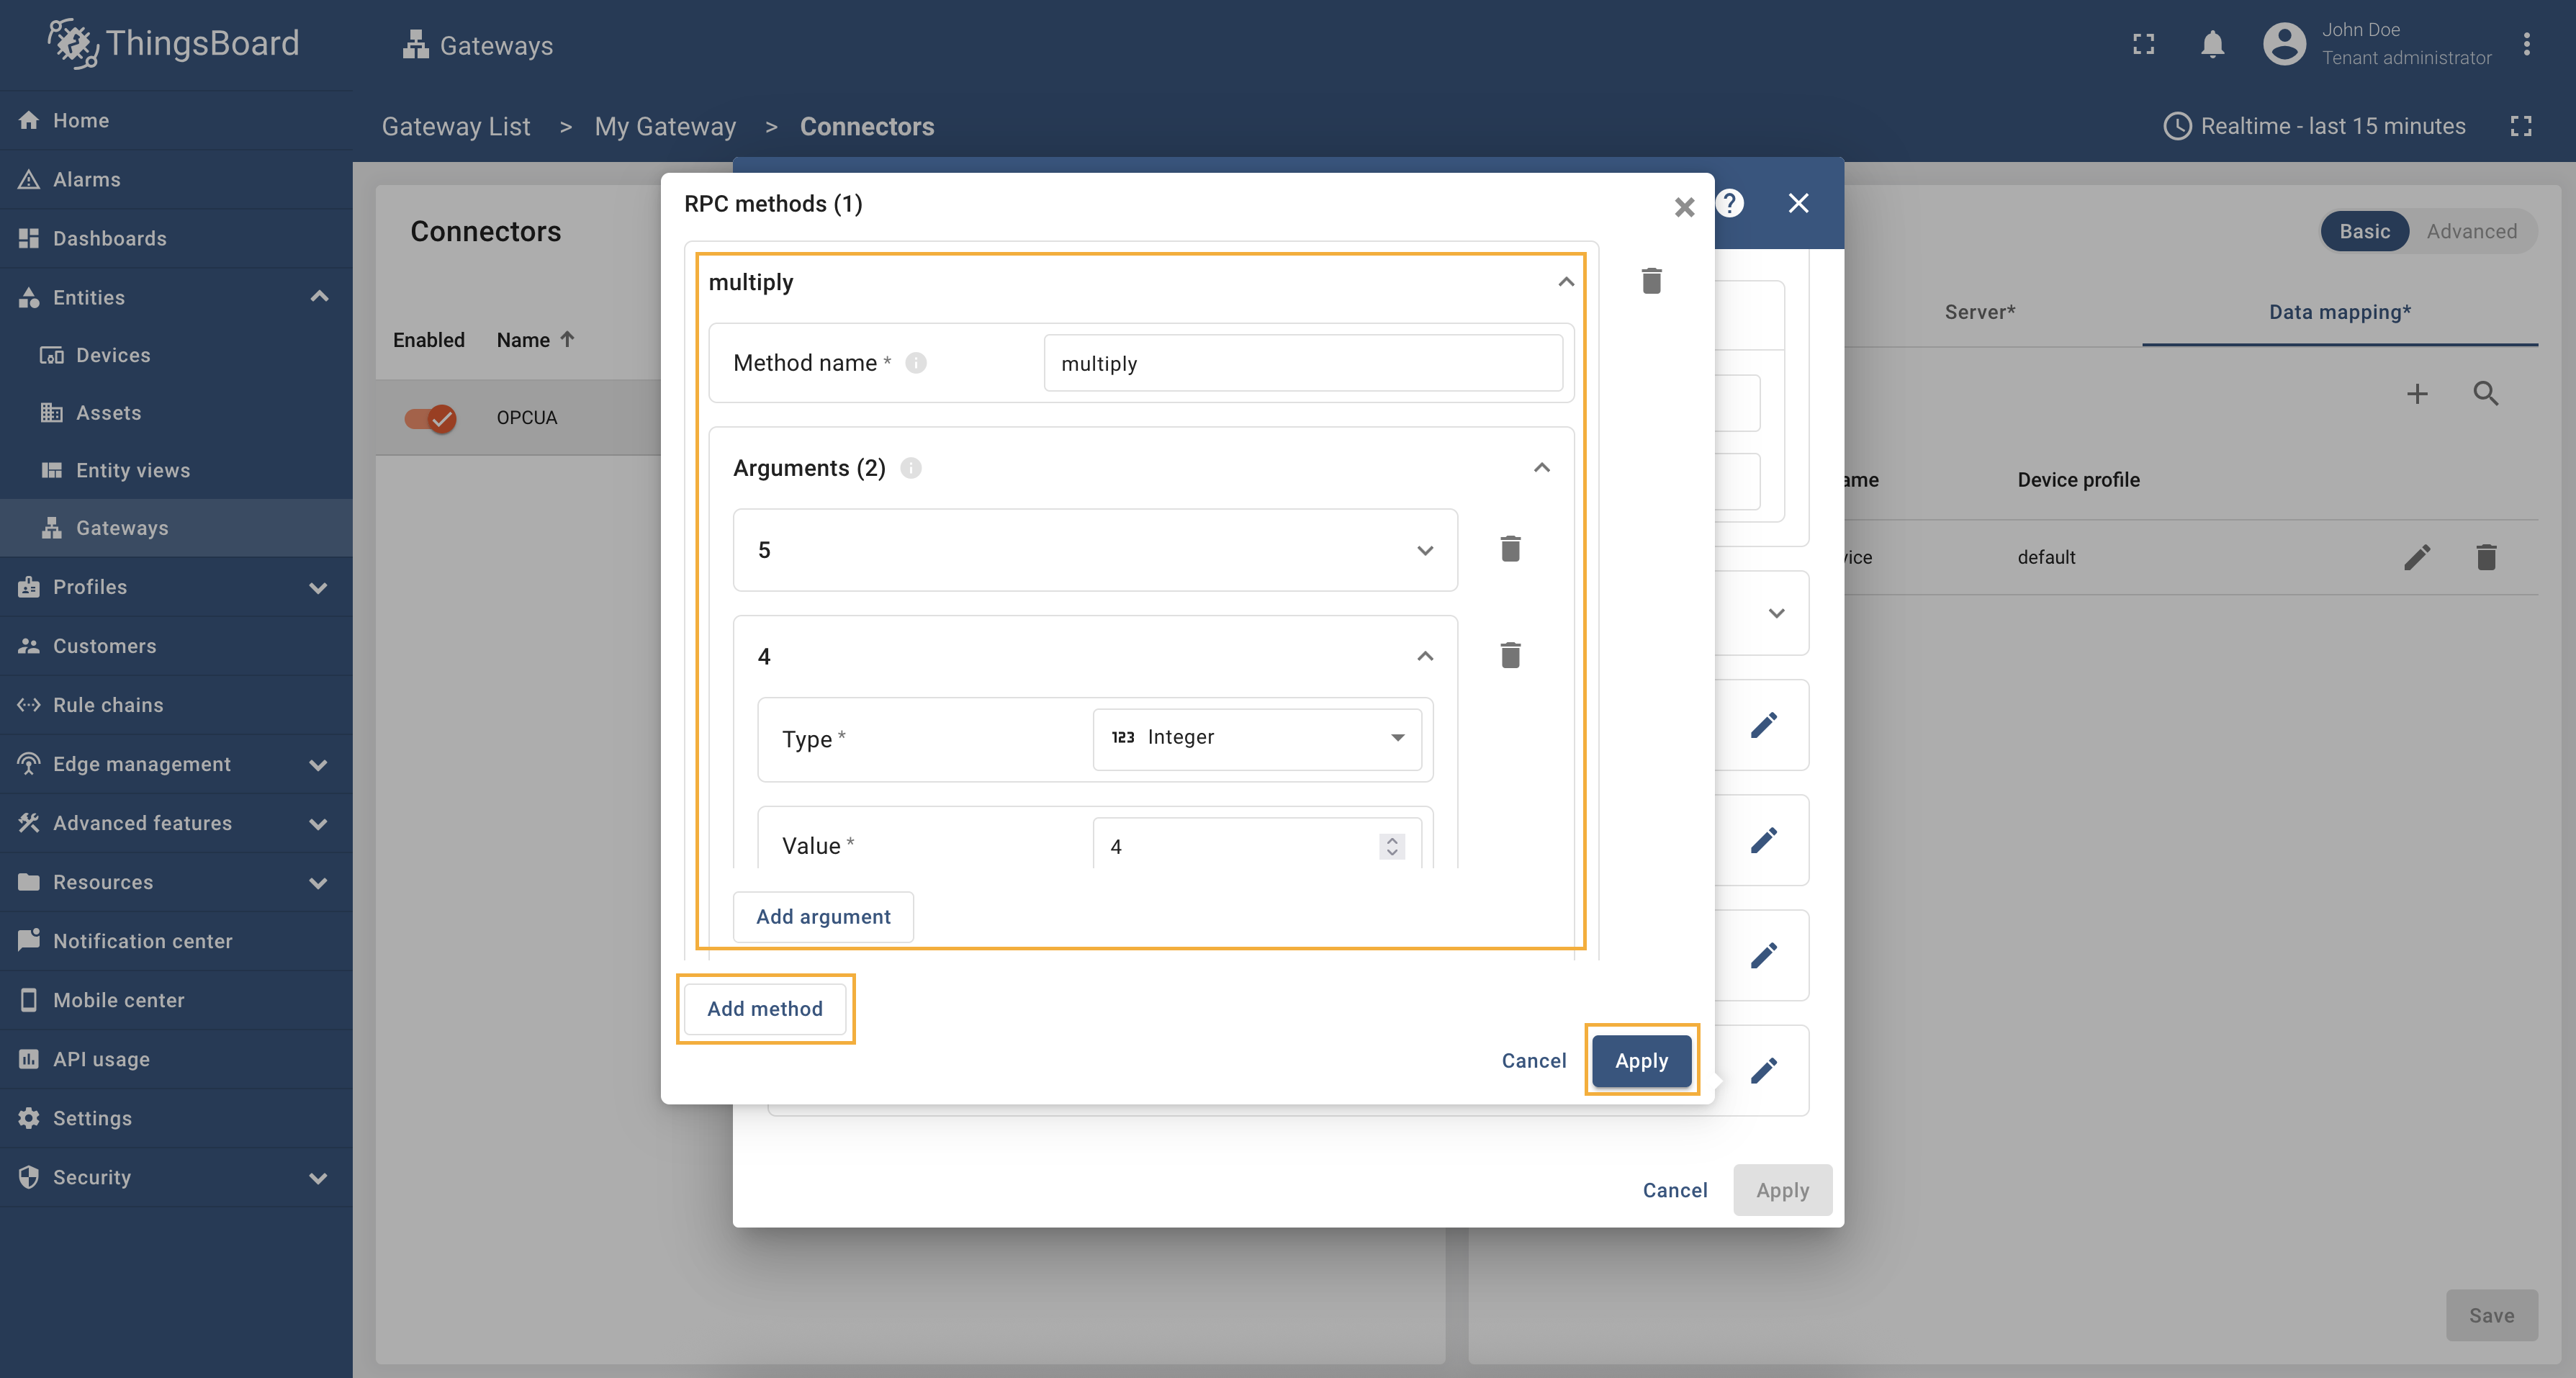 ThingsBoard
Gateways
John Doe
Tenant administrator
Gateway List > My Gateway > Connectors
Realtime - last 15 minutes
Home
Alarms
Dashboards
Entities
Devices
Assets
Entity views
Gateways
Profiles
Customers
Rule chains
Edge management
Advanced features
Resources
Notification center
Mobile center
API usage
Settings
Security
Connectors
Enabled Name
OPCUA
RPC methods (1)
multiply
Method name * multiply
Arguments (2)
5
4
Type * 123 Integer
Value * 4
Add argument
Add method
Cancel Apply
Cancel Apply
Basic Advanced
Server* Data mapping*
Device profile
default
Save